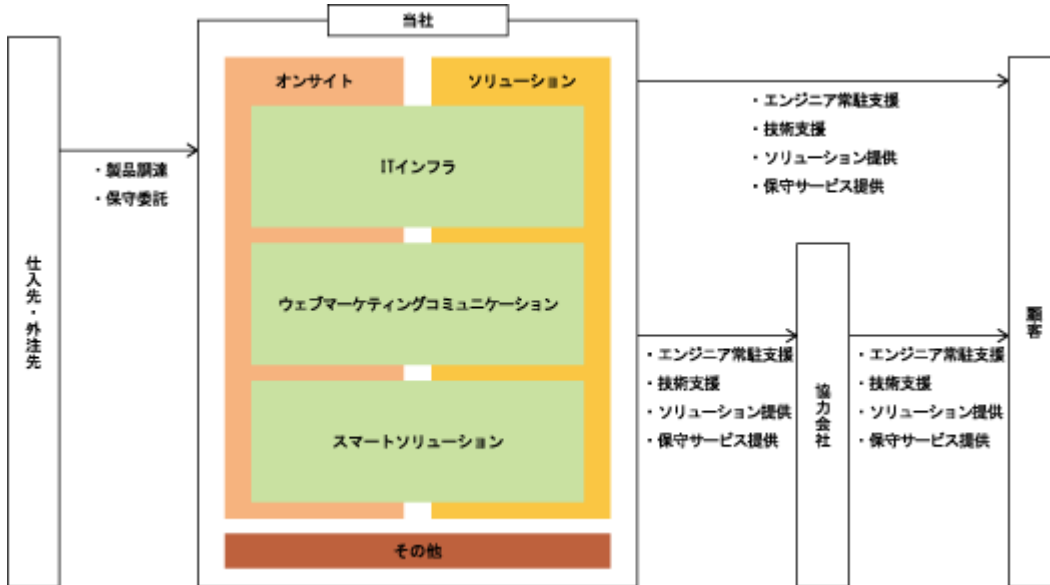 当社
オンサイト
ソリューション
ITインフラ
ウェブマーケティングコミュニケーション
スマートソリューション
その他
仕入先・外注先
・製品調達
・保守委託
・エンジニア常駐支援
・技術支援
・ソリューション提供
・保守サービス提供
・エンジニア常駐支援
・技術支援
・ソリューション提供
・保守サービス提供
協力会社
・エンジニア常駐支援
・技術支援
・ソリューション提供
・保守サービス提供
顧客